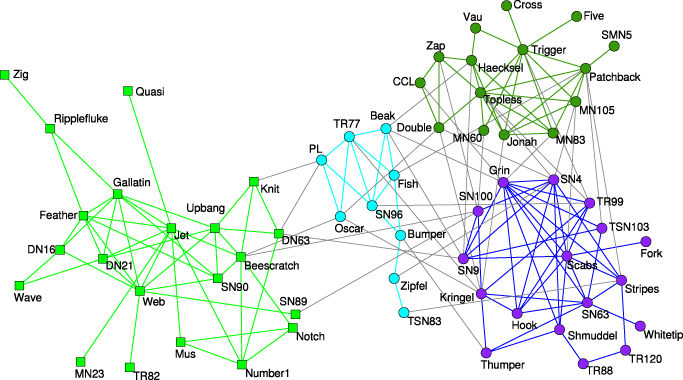 Cross
Vau
Five
Zap
Trigger
SMN5
Haecksel
Zig
Patchback
CCL
Quasi
Topless
MN105
Beak
Ripplefluke
TR77
Double
MN60
Jonah
MN83
PL
Grin
Gallatin
Knit
Fish
SN4
SN100
TR99
Feather
Upbang
SN96
Jet
Oscar
TSN103
DN63
Bumper
DN16
Fork
DN21
Beescratch
SN9
Scabs
SN90
Zipfel
Stripes
Wave
Web
SN89
Kringel
SN63
TSN83
Hook
Notch
Shmuddel
Whitetip
Mus
Thumper
TR120
MN23
TR82
Number1
TR88